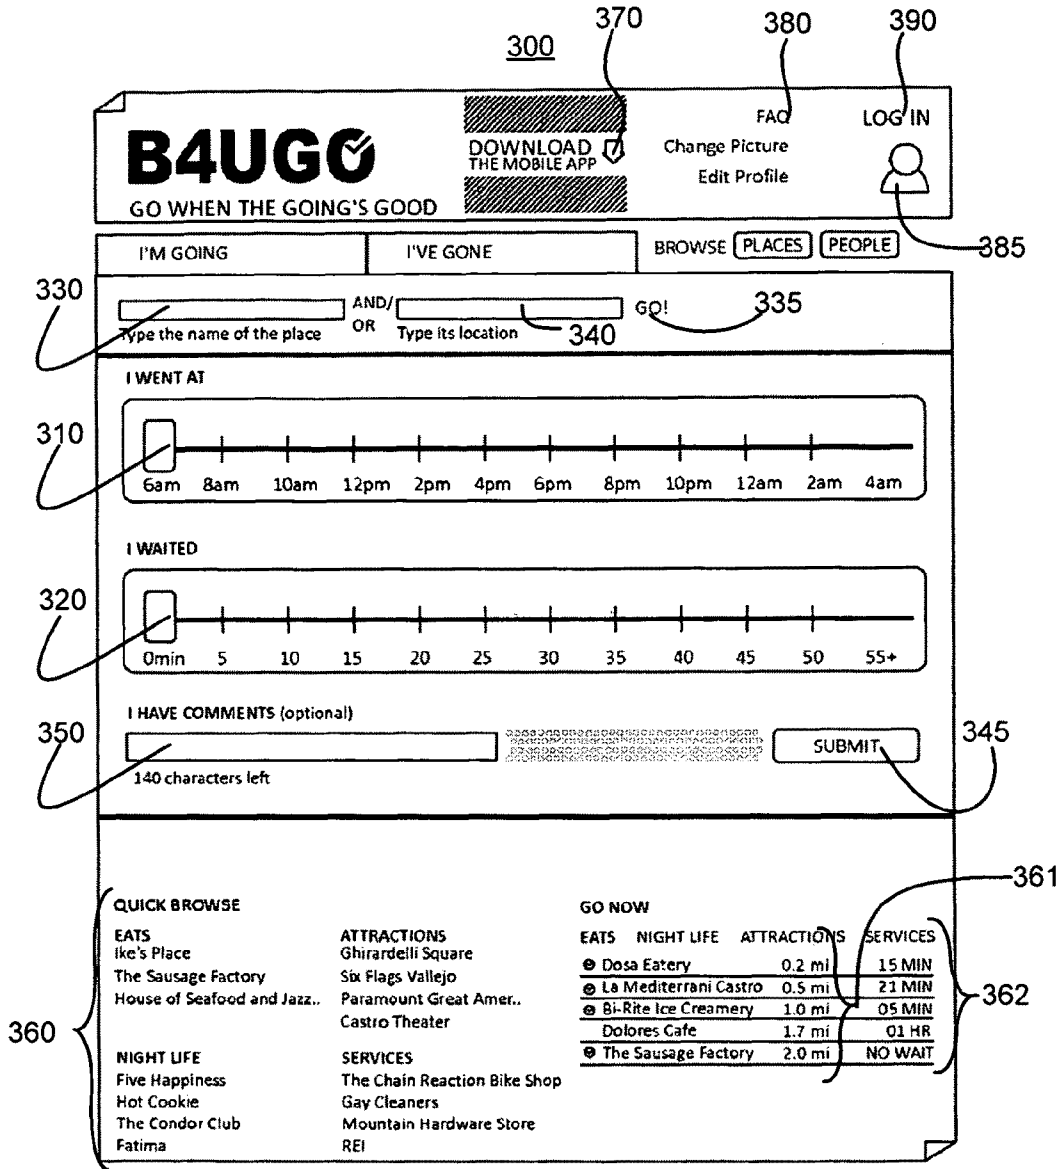 370
380
390
300
B4UGO
GO WHEN THE GOING'S GOOD
DOWNLOAD
THE MOBILE APP
FAQ
Change Picture
Edit Profile
LOG IN
385
I'M GOING
I'VE GONE
BROWSE PLACES PEOPLE
330
AND/
OR
GO!
335
Type the name of the place
Type its location
340
I WENT AT
310
6am 8am 10am 12pm 2pm 4pm 6pm 8pm 10pm 12am 2am 4am
I WAITED
320
0min 5 10 15 20 25 30 35 40 45 50 55+
I HAVE COMMENTS (optional)
350
SUBMIT
345
140 characters left
361
360
QUICK BROWSE
EATS
Ike's Place
The Sausage Factory
House of Seafood and Jazz..
ATTRACTIONS
Ghirardelli Square
Six Flags Vallejo
Paramount Great Amer..
Castro Theater
NIGHT LIFE
Five Happiness
Hot Cookie
The Condor Club
Fatima
SERVICES
The Chain Reaction Bike Shop
Gay Cleaners
Mountain Hardware Store
REI
GO NOW
EATS NIGHT LIFE ATTRACTIONS SERVICES
Dosa Eatery 0.2 mi 15 MIN
La Mediterrani Castro 0.5 mi 21 MIN
Bi-Rite Ice Creamery 1.0 mi 05 MIN
Dolores Cafe 1.7 mi 01 HR
The Sausage Factory 2.0 mi NO WAIT
362